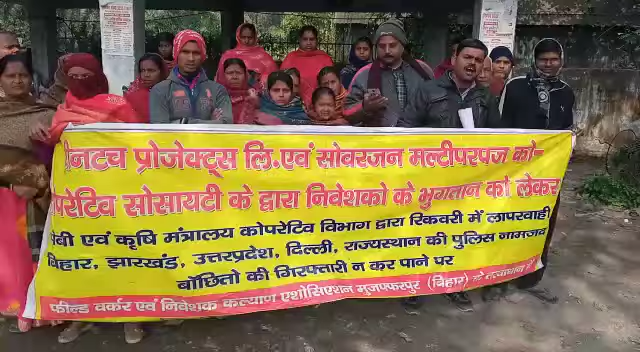 प्रोजेक्ट्स लि.एवं सोवरजन मल्टीपरपज को-
परेटिव सोसायटी के द्वारा निबेशको के भुगतान को लेकर
एवं कृषि मंत्रालय कोपरेटिव विभाग द्वारा रिकवरी में लापरवाही
बिहार, झारखंड, उत्तरप्रदेश, दिल्ली, राज्यस्थान की पुलिस नामजद
बाँछितो की गिरफ्तारी न कर पाने पर
फील्ड वर्कर एवं निवेशक कल्याण एशोसिएशन मुजफ्फरपुर (बिहार)